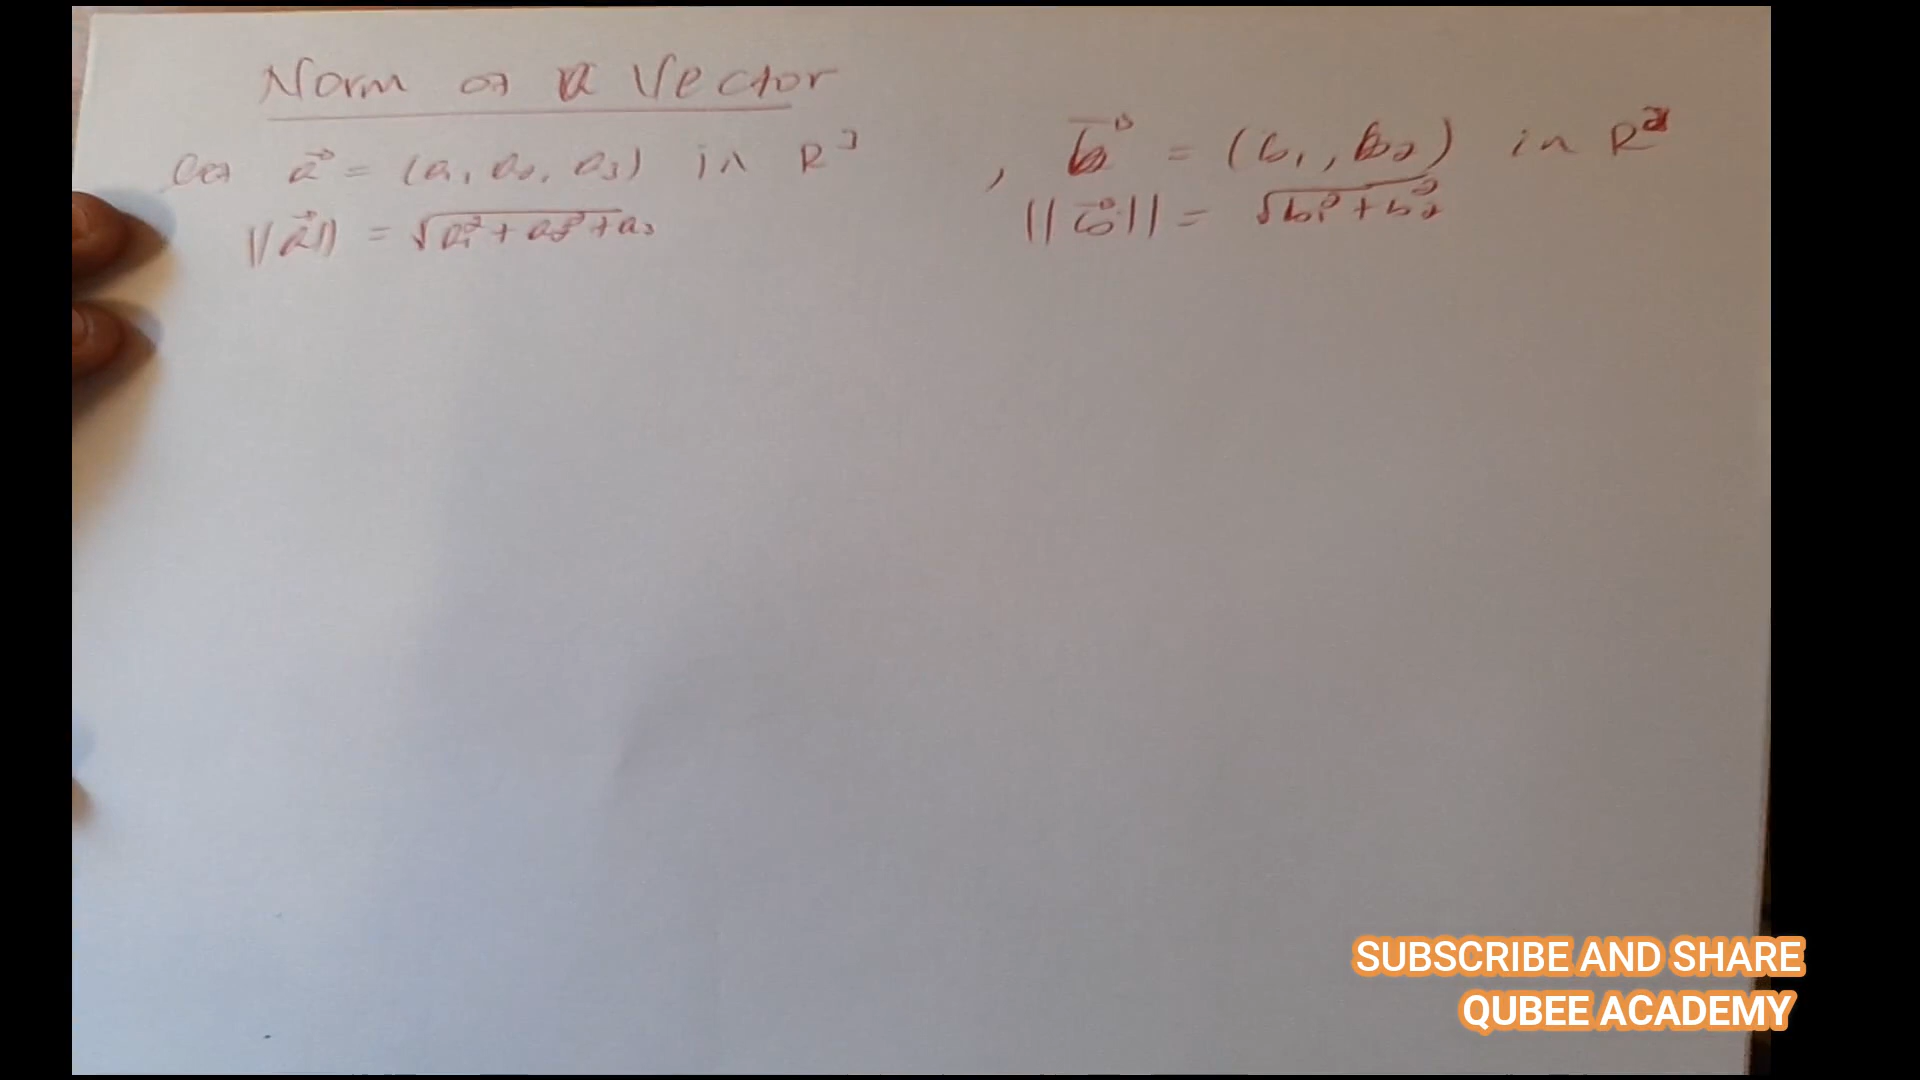 Norm of a Vector
Let a⃗ = (a₁, a₂, a₃) in R³ , b⃗ = (b₁, b₂) in R²
||a⃗|| = √a₁² + a₂² + a₃ ||b⃗|| = √b₁² + b₂²
SUBSCRIBE AND SHARE
QUBEE ACADEMY